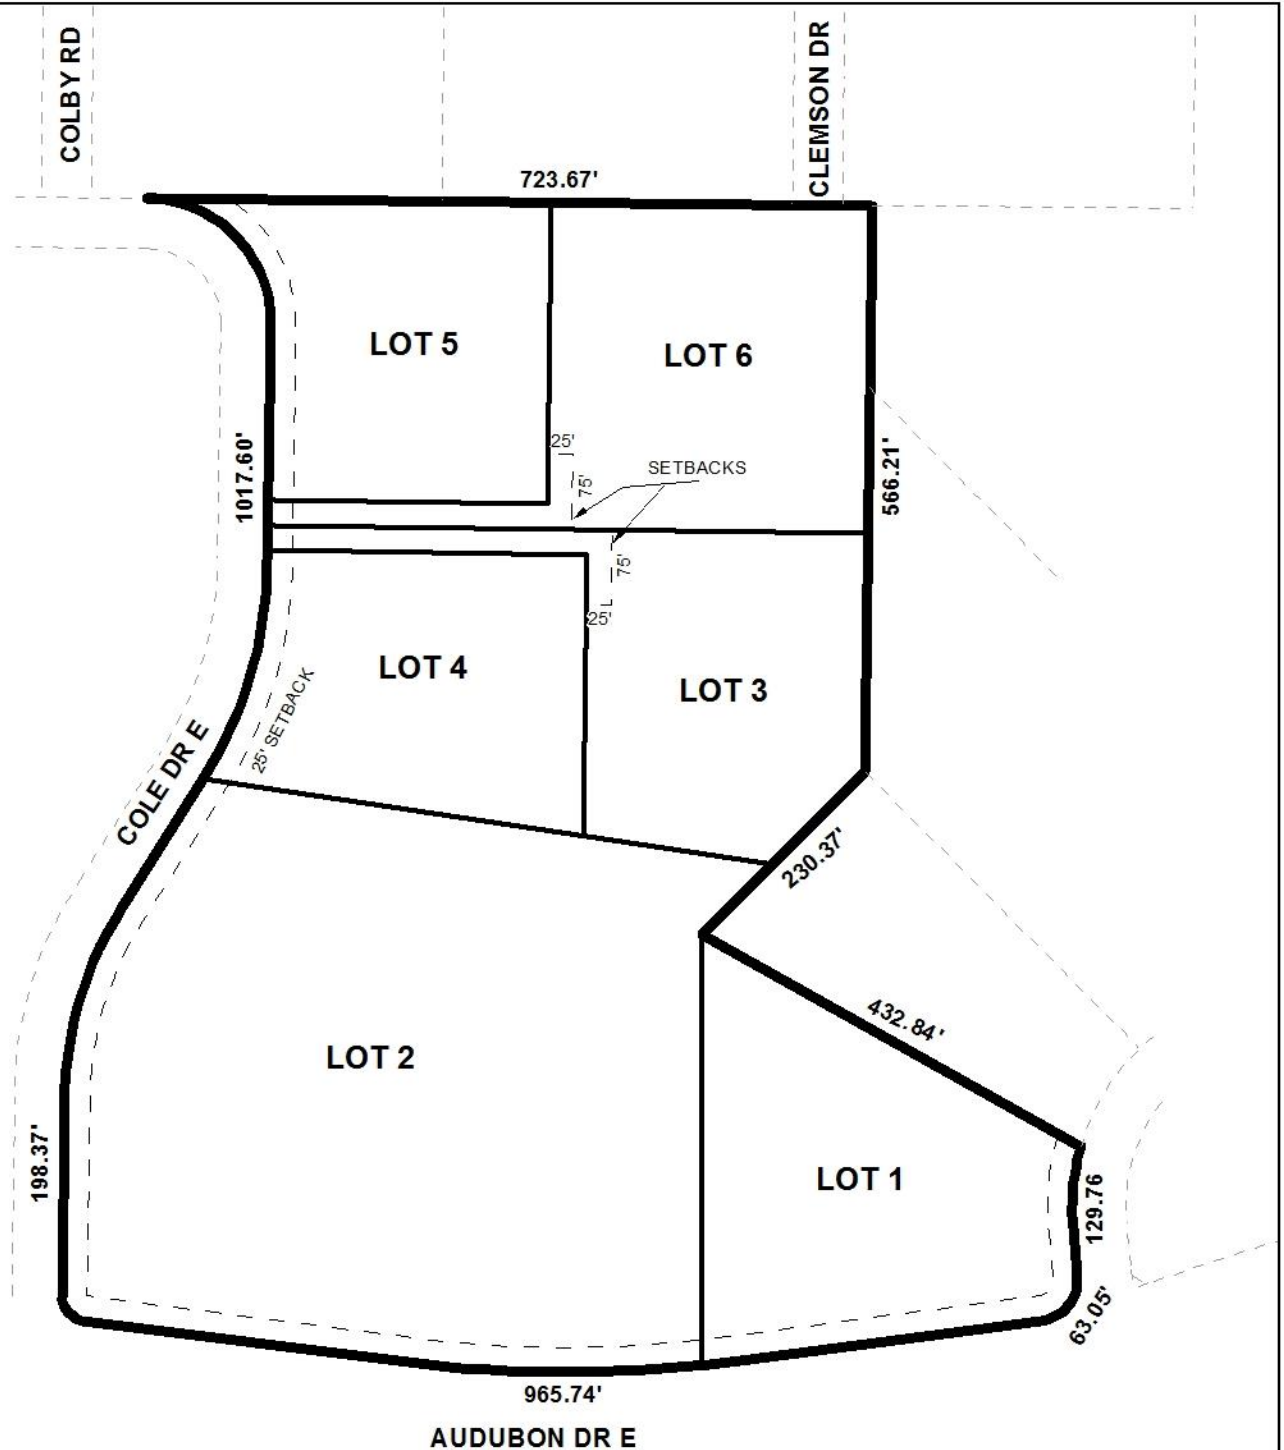 COLBY RD
CLEMSON DR
723.67'
LOT 5
LOT 6
25'
75'
SETBACKS
1017.60'
566.21'
75'
25'
LOT 4
LOT 3
25' SETBACK
COLE DR E
230.37'
432.84'
LOT 2
198.37'
LOT 1
129.76
63.05'
965.74'
AUDUBON DR E